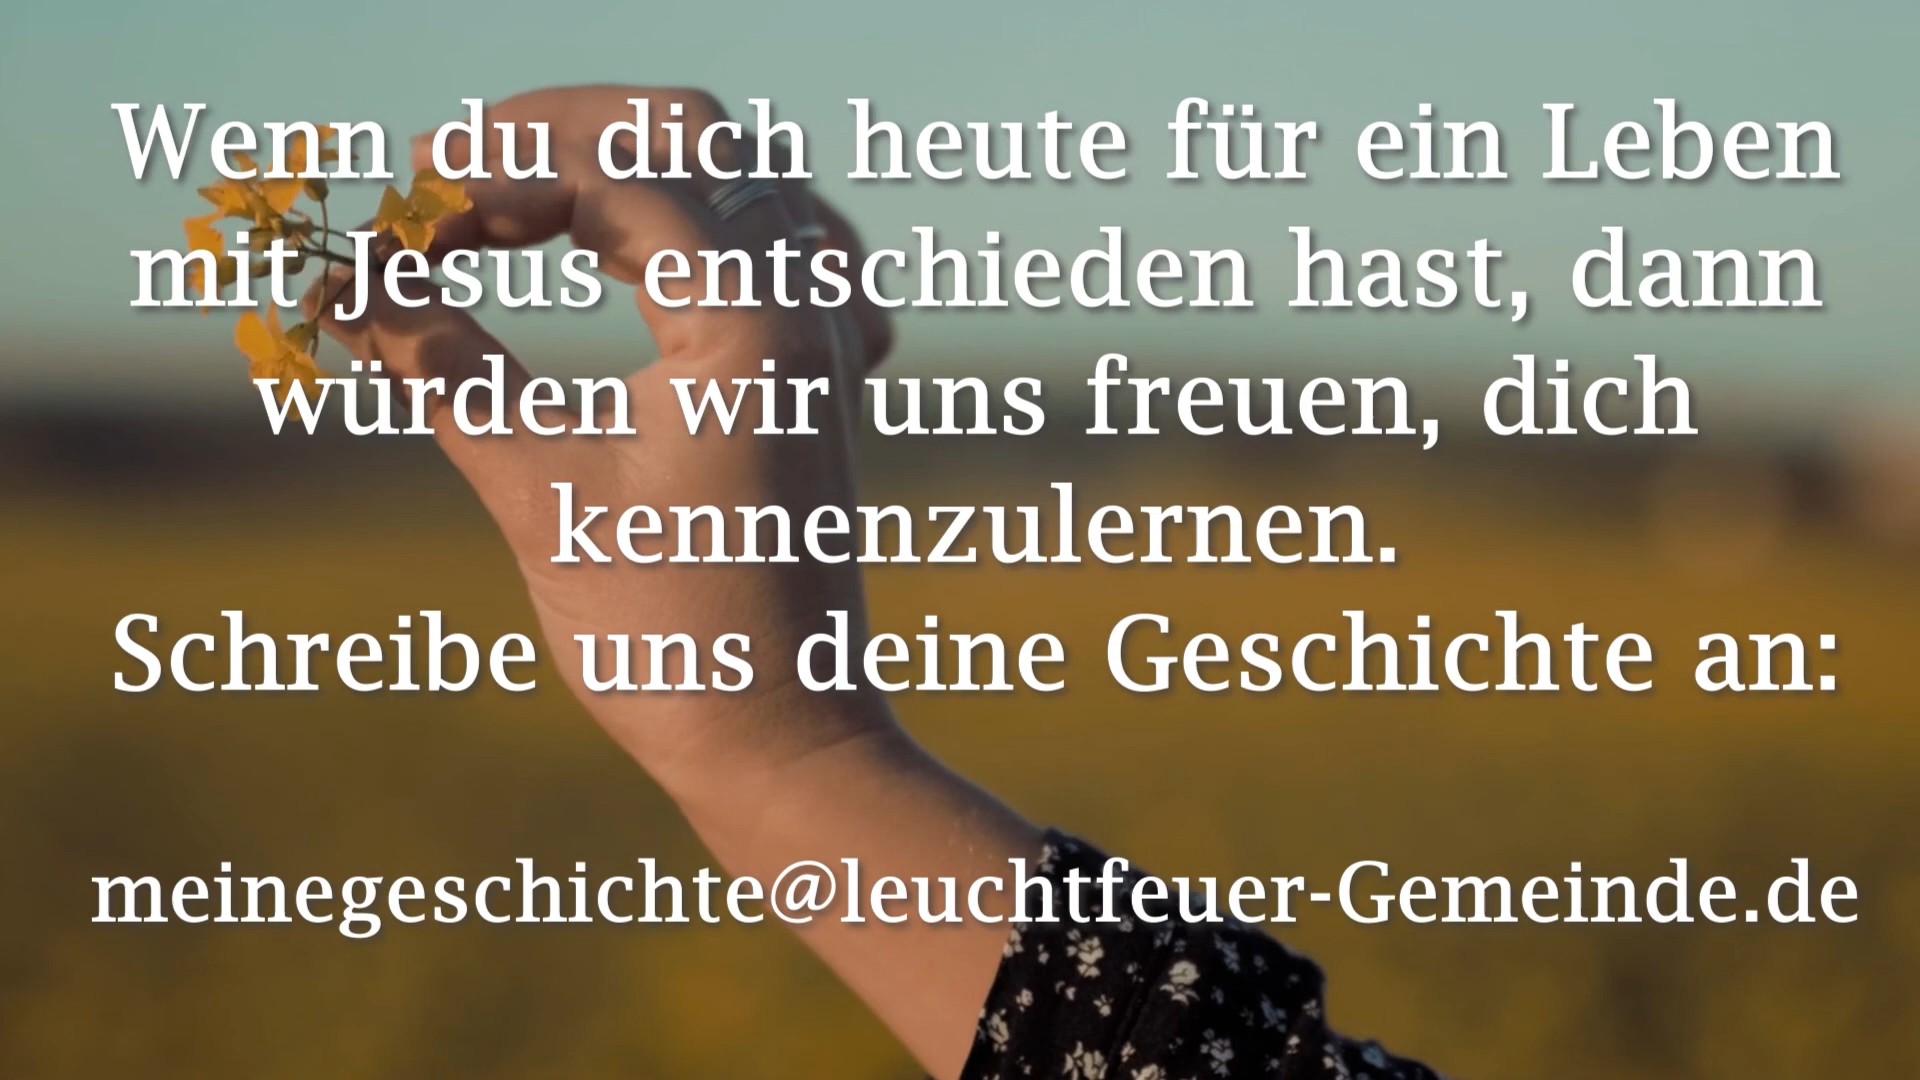 Wenn du dich heute für ein Leben
mit Jesus entschieden hast, dann
würden wir uns freuen, dich
kennenzulernen.
Schreibe uns deine Geschichte an:
meinegeschichte@leuchtfeuer-Gemeinde.de